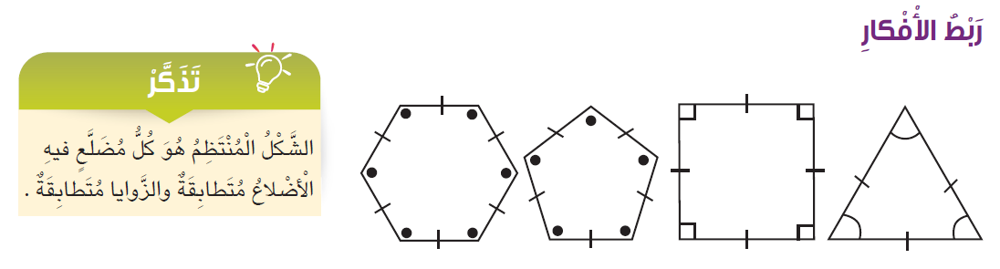 رَبْطُ الأَفْكارِ
تَذَكَّرْ
الشَّكْلُ الْمُنْتَظِمُ هُوَ كُلُّ مُضَلَّعٍ فيهِ
الْأَضْلاعُ مُتَطابِقَةٌ والزَّوايا مُتَطابِقَةٌ .